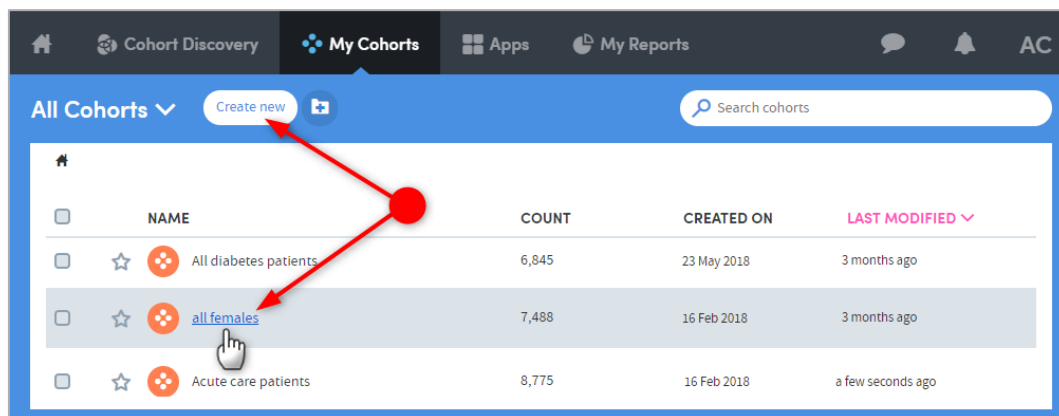 Cohort Discovery My Cohorts Apps My Reports AC
All Cohorts Create new Search cohorts
NAME COUNT CREATED ON LAST MODIFIED
All diabetes patients 6,845 23 May 2018 3 months ago
all females 7,488 16 Feb 2018 3 months ago
Acute care patients 8,775 16 Feb 2018 a few seconds ago